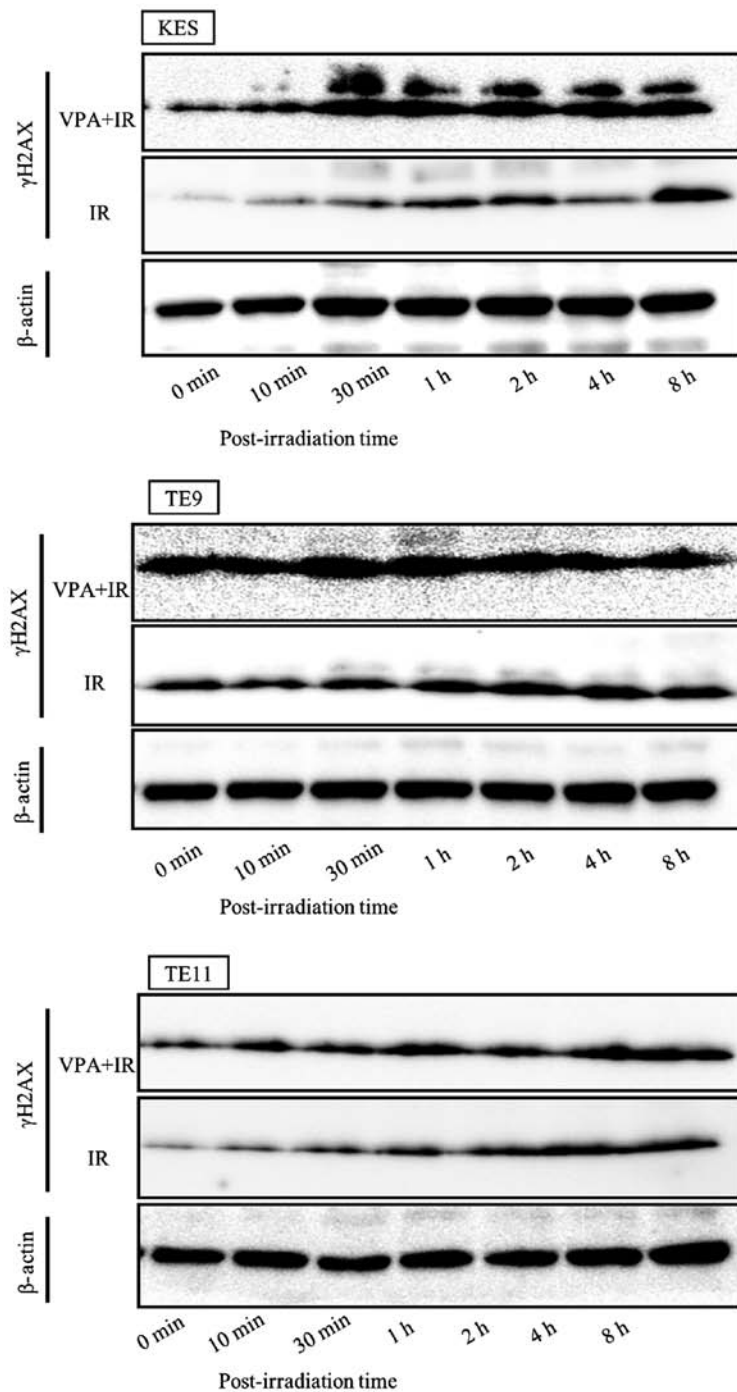 KES
γH2AX
VPA+IR
IR
β-actin
0 min 10 min 30 min 1 h 2 h 4 h 8 h
Post-irradiation time
TE9
γH2AX
VPA+IR
IR
β-actin
0 min 10 min 30 min 1 h 2 h 4 h 8 h
Post-irradiation time
TE11
γH2AX
VPA+IR
IR
β-actin
0 min 10 min 30 min 1 h 2 h 4 h 8 h
Post-irradiation time